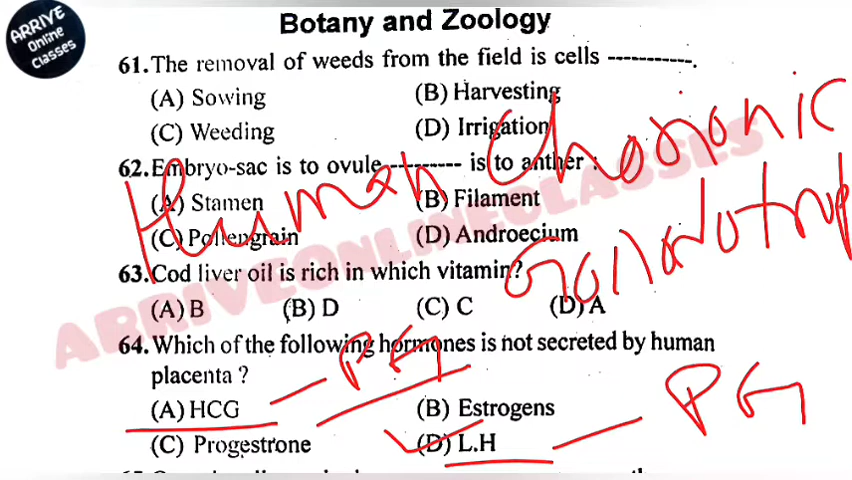 ARRIVE
Online
Classes
Botany and Zoology
61. The removal of weeds from the field is cells -----------.
(A) Sowing (B) Harvesting
(C) Weeding (D) Irrigation
62. Embryo-sac is to ovule ---------- is to anther :
(A) Stamen (B) Filament
(C) Pollengrain (D) Androecium
63. Cod liver oil is rich in which vitamin?
(A) B (B) D (C) C (D) A
64. Which of the following hormones is not secreted by human
placenta ?
(A) HCG (B) Estrogens
(C) Progestrone (D) L.H
Human Chorionic
PG
PG
ARRIVEONLINECLASSES